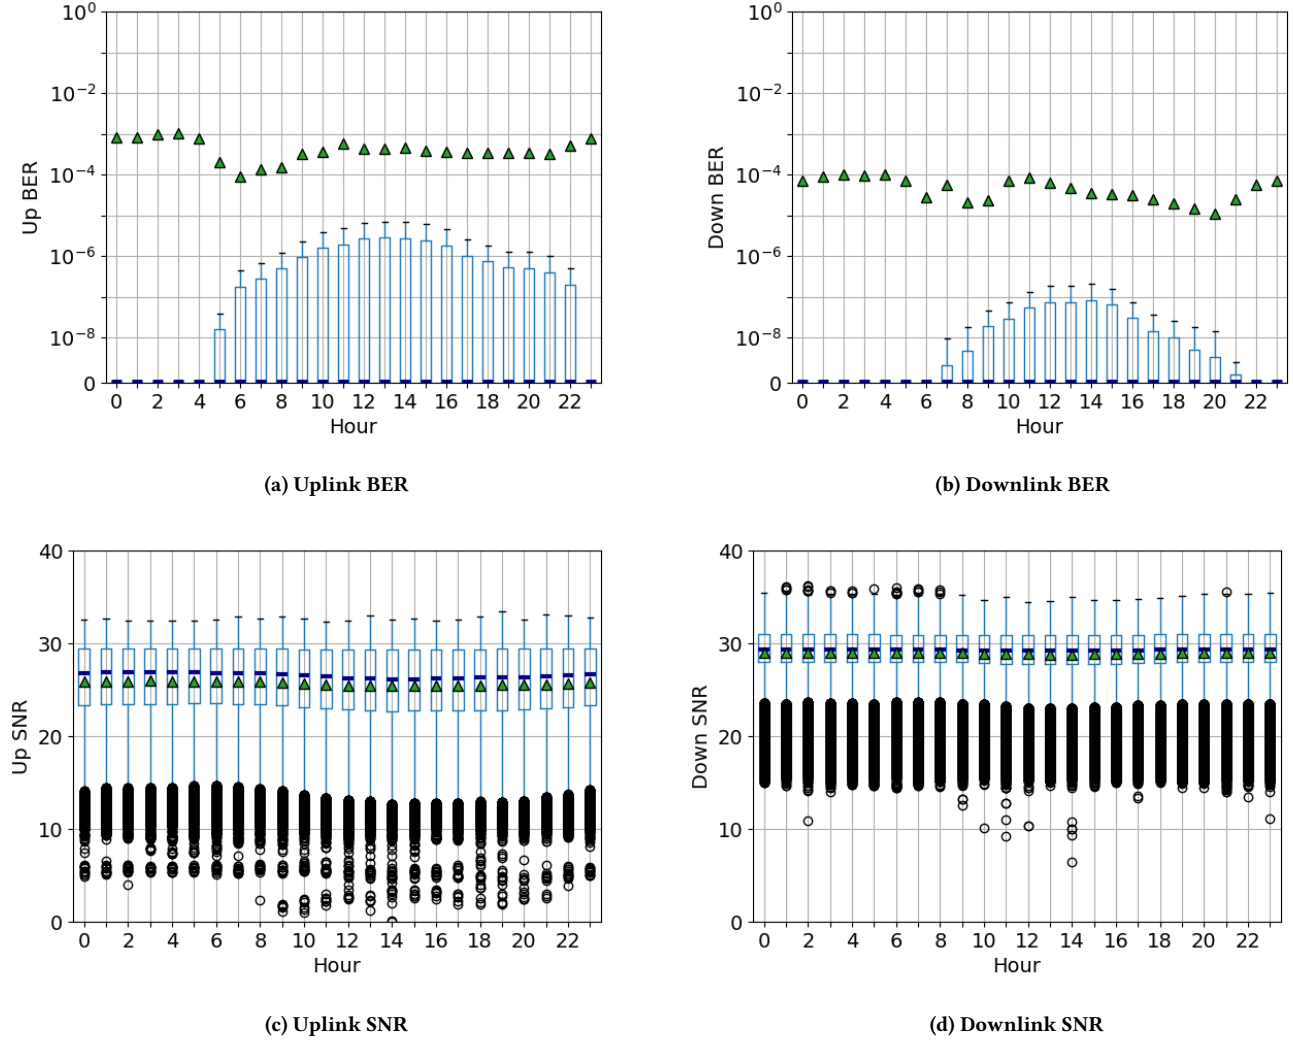 10^0
10^-2
10^-4
10^-6
10^-8
0
Up BER
0 2 4 6 8 10 12 14 16 18 20 22
Hour
(a) Uplink BER
10^0
10^-2
10^-4
10^-6
10^-8
0
Down BER
0 2 4 6 8 10 12 14 16 18 20 22
Hour
(b) Downlink BER
40
30
20
10
0
Up SNR
0 2 4 6 8 10 12 14 16 18 20 22
Hour
(c) Uplink SNR
40
30
20
10
0
Down SNR
0 2 4 6 8 10 12 14 16 18 20 22
Hour
(d) Downlink SNR